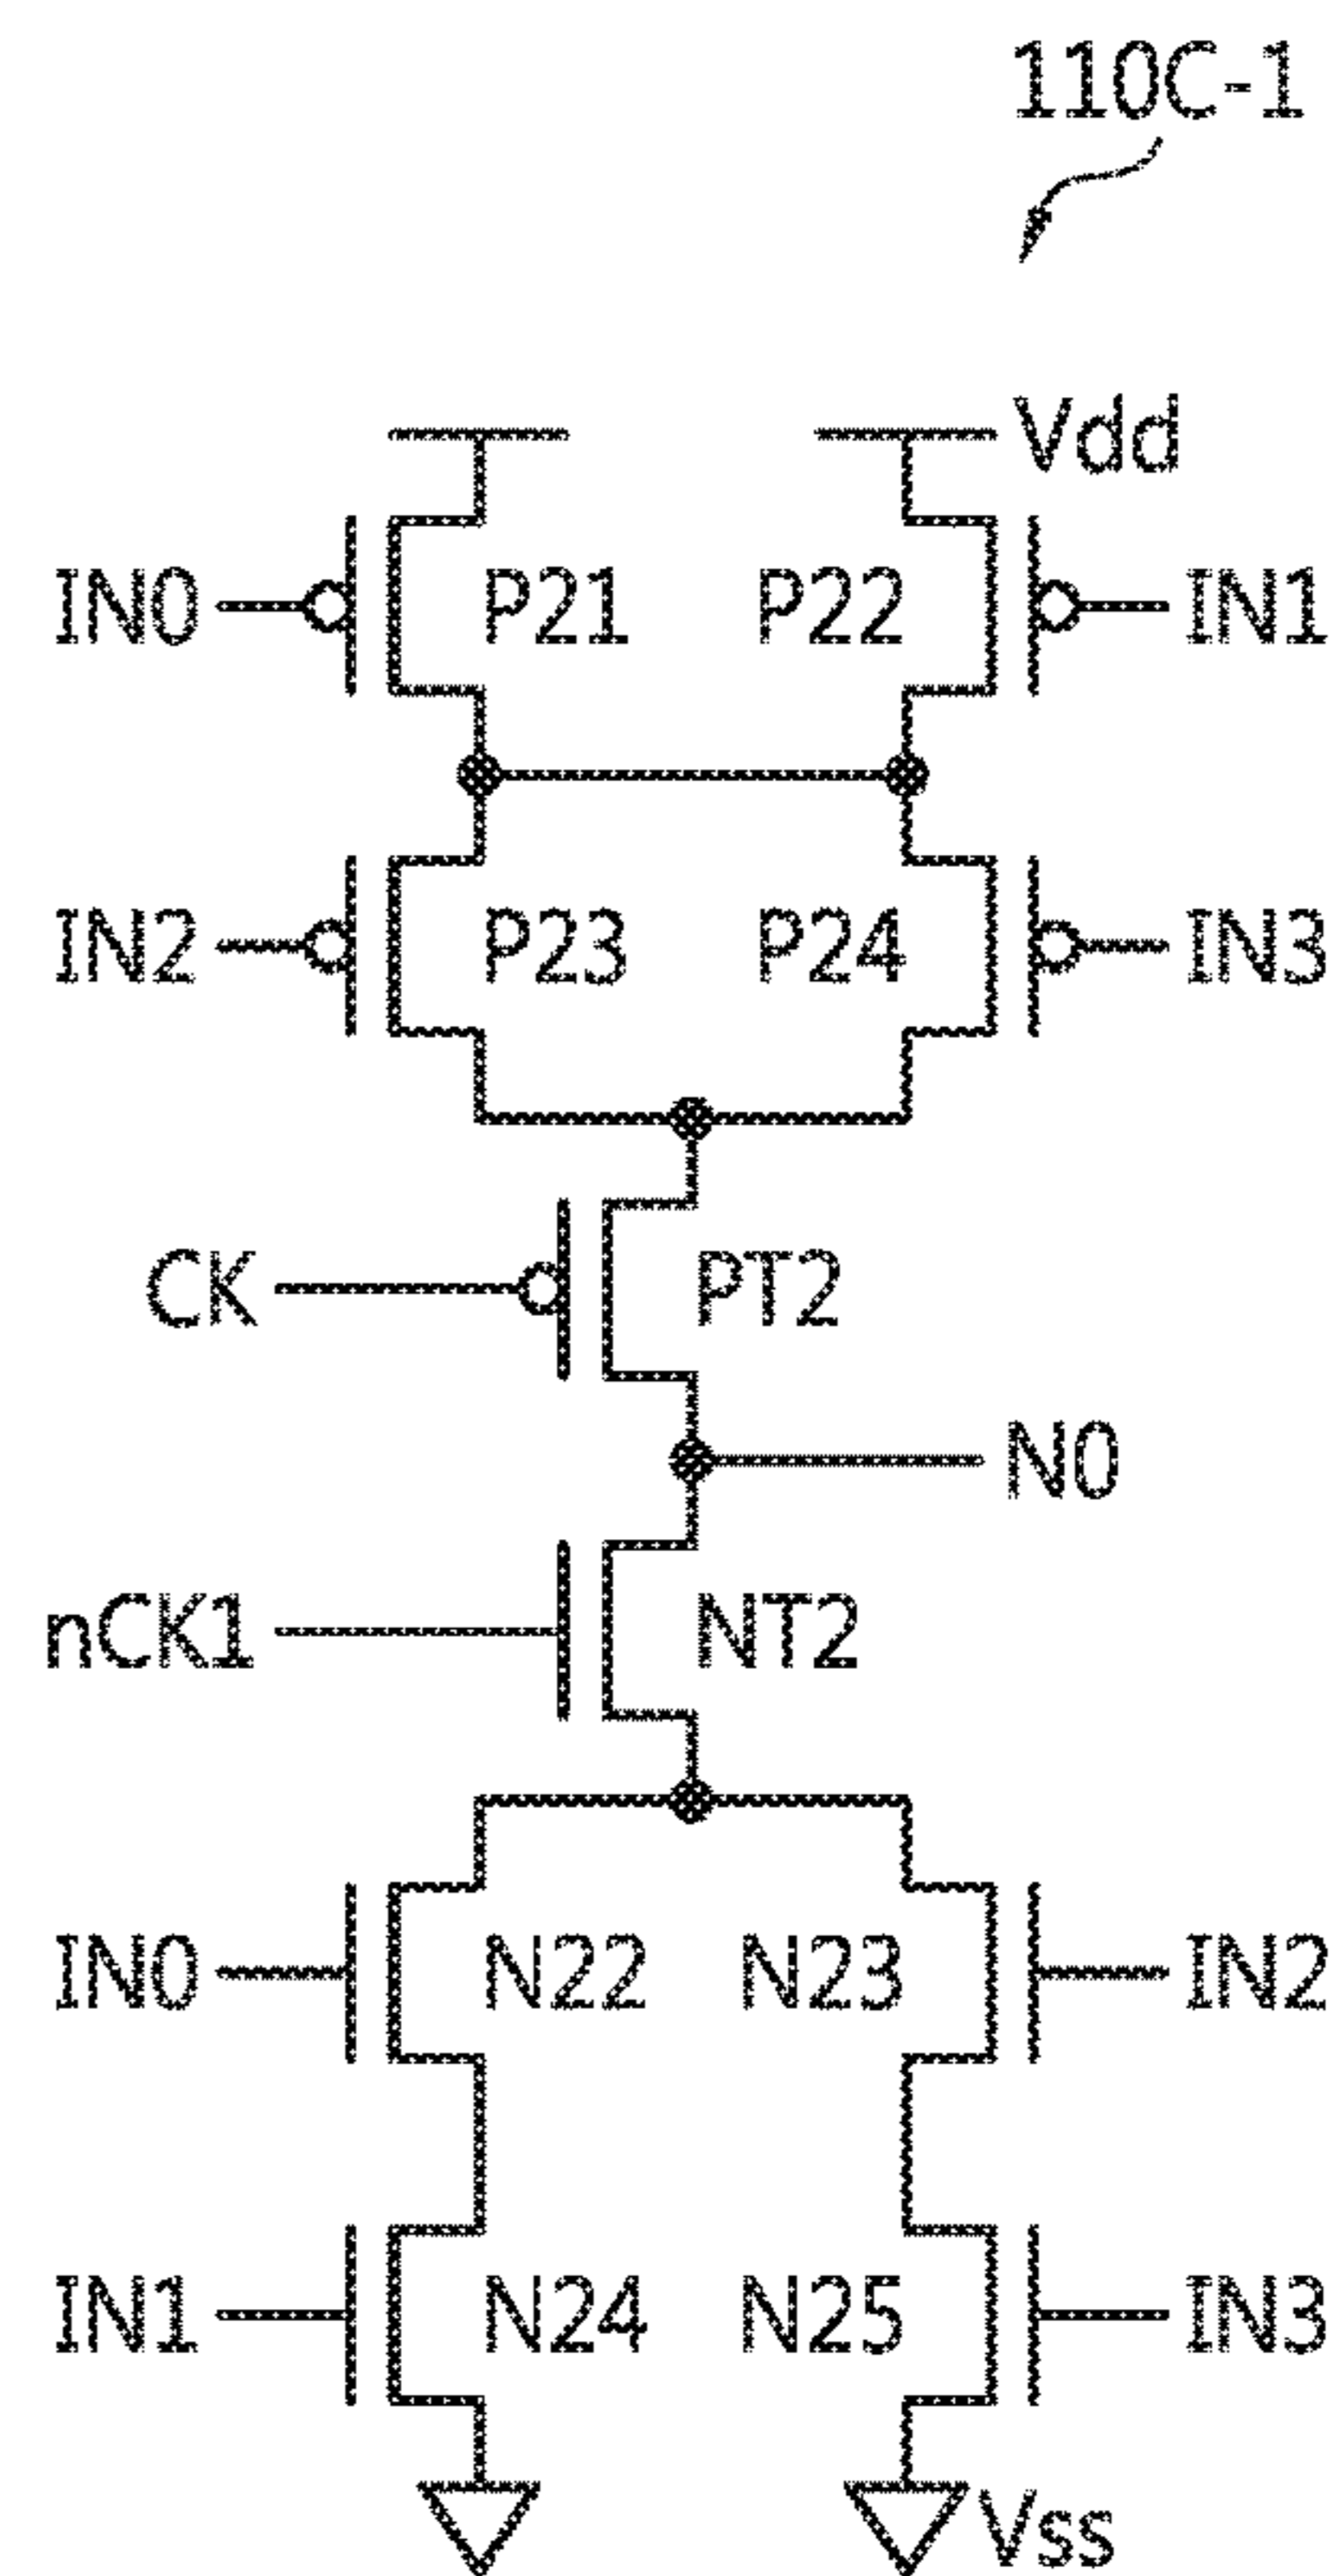 110C-1
Vdd
IN0 P21 P22 IN1
IN2 P23 P24 IN3
CK PT2
N0
nCK1 NT2
IN0 N22 N23 IN2
IN1 N24 N25 IN3
Vss